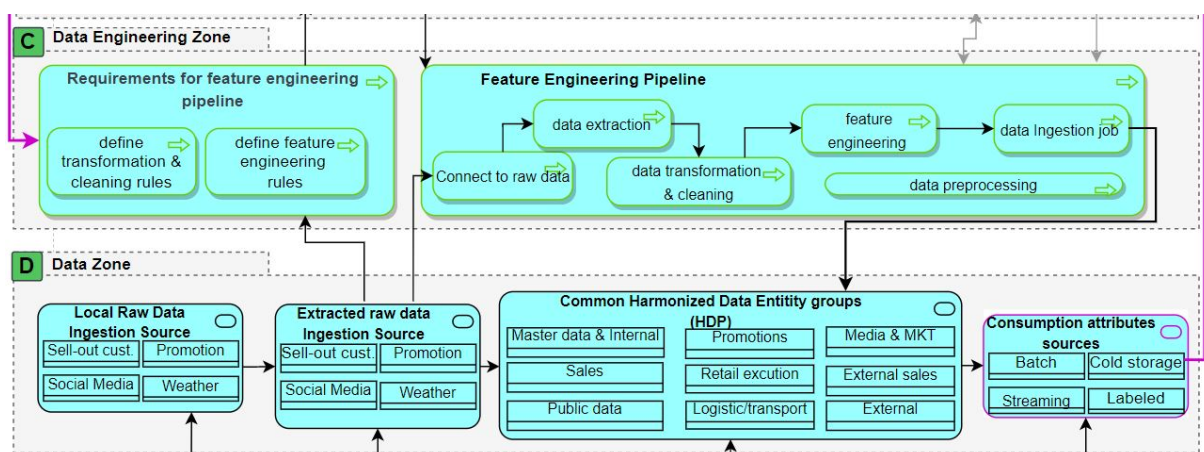 C
Data Engineering Zone
Requirements for feature engineering
pipeline
define
transformation &
cleaning rules
define feature
engineering
rules
Feature Engineering Pipeline
Connect to raw data
data extraction
data transformation
& cleaning
feature
engineering
data Ingestion job
data preprocessing
D
Data Zone
Local Raw Data
Ingestion Source
Sell-out cust.
Promotion
Social Media
Weather
Extracted raw data
Ingestion Source
Sell-out cust.
Promotion
Social Media
Weather
Common Harmonized Data Entitity groups
(HDP)
Master data & Internal
Promotions
Media & MKT
Sales
Retail excution
External sales
Public data
Logistic/transport
External
Consumption attributes
sources
Batch
Cold storage
Streaming
Labeled